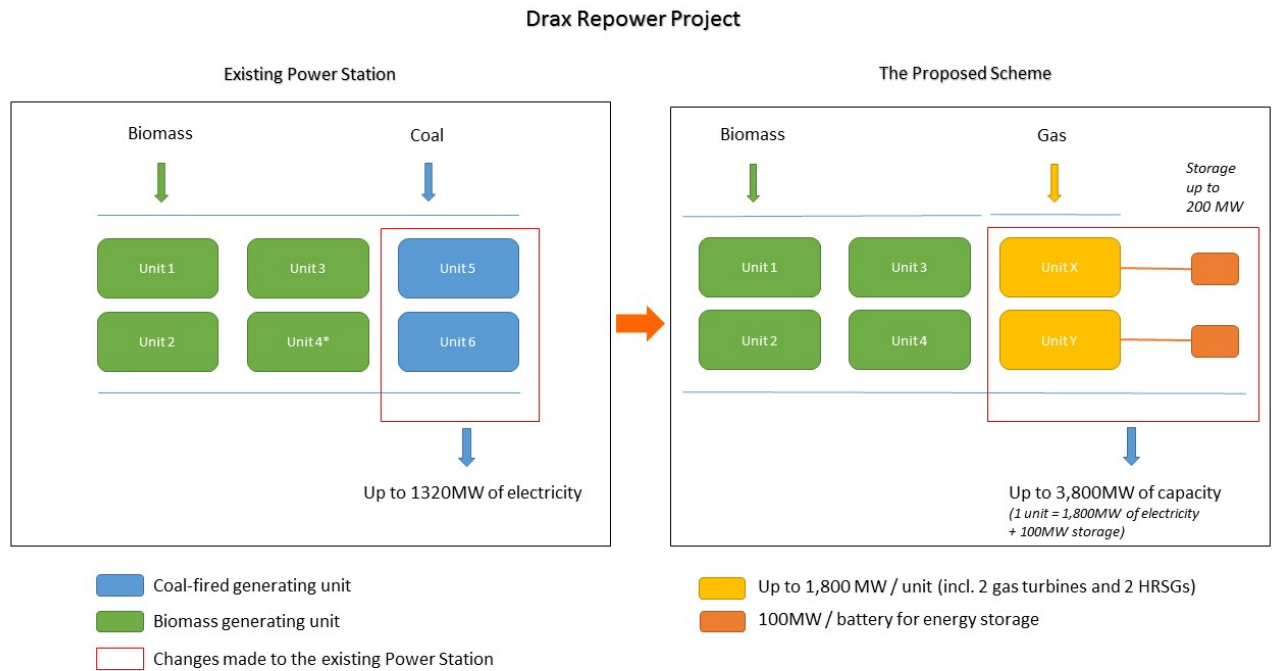 Drax Repower Project
Existing Power Station
Biomass
Coal
Unit 1
Unit 3
Unit 5
Unit 2
Unit 4*
Unit 6
Up to 1320MW of electricity
Coal-fired generating unit
Biomass generating unit
Changes made to the existing Power Station
The Proposed Scheme
Biomass
Gas
Storage
up to
200 MW
Unit 1
Unit 3
Unit X
Unit 2
Unit 4
Unit Y
Up to 3,800MW of capacity
(1 unit = 1,800MW of electricity
+ 100MW storage)
Up to 1,800 MW / unit (incl. 2 gas turbines and 2 HRSGs)
100MW / battery for energy storage